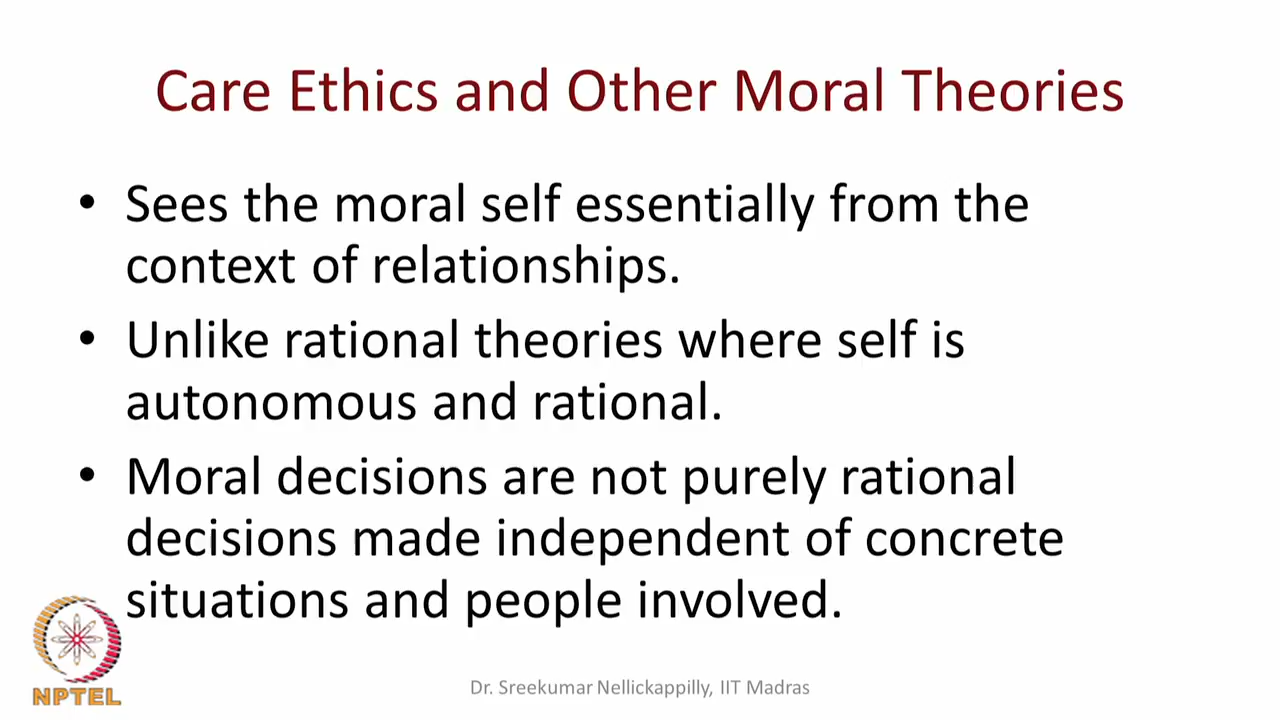 Care Ethics and Other Moral Theories
• Sees the moral self essentially from the
context of relationships.
• Unlike rational theories where self is
autonomous and rational.
• Moral decisions are not purely rational
decisions made independent of concrete
situations and people involved.
NPTEL
Dr. Sreekumar Nellickappilly, IIT Madras